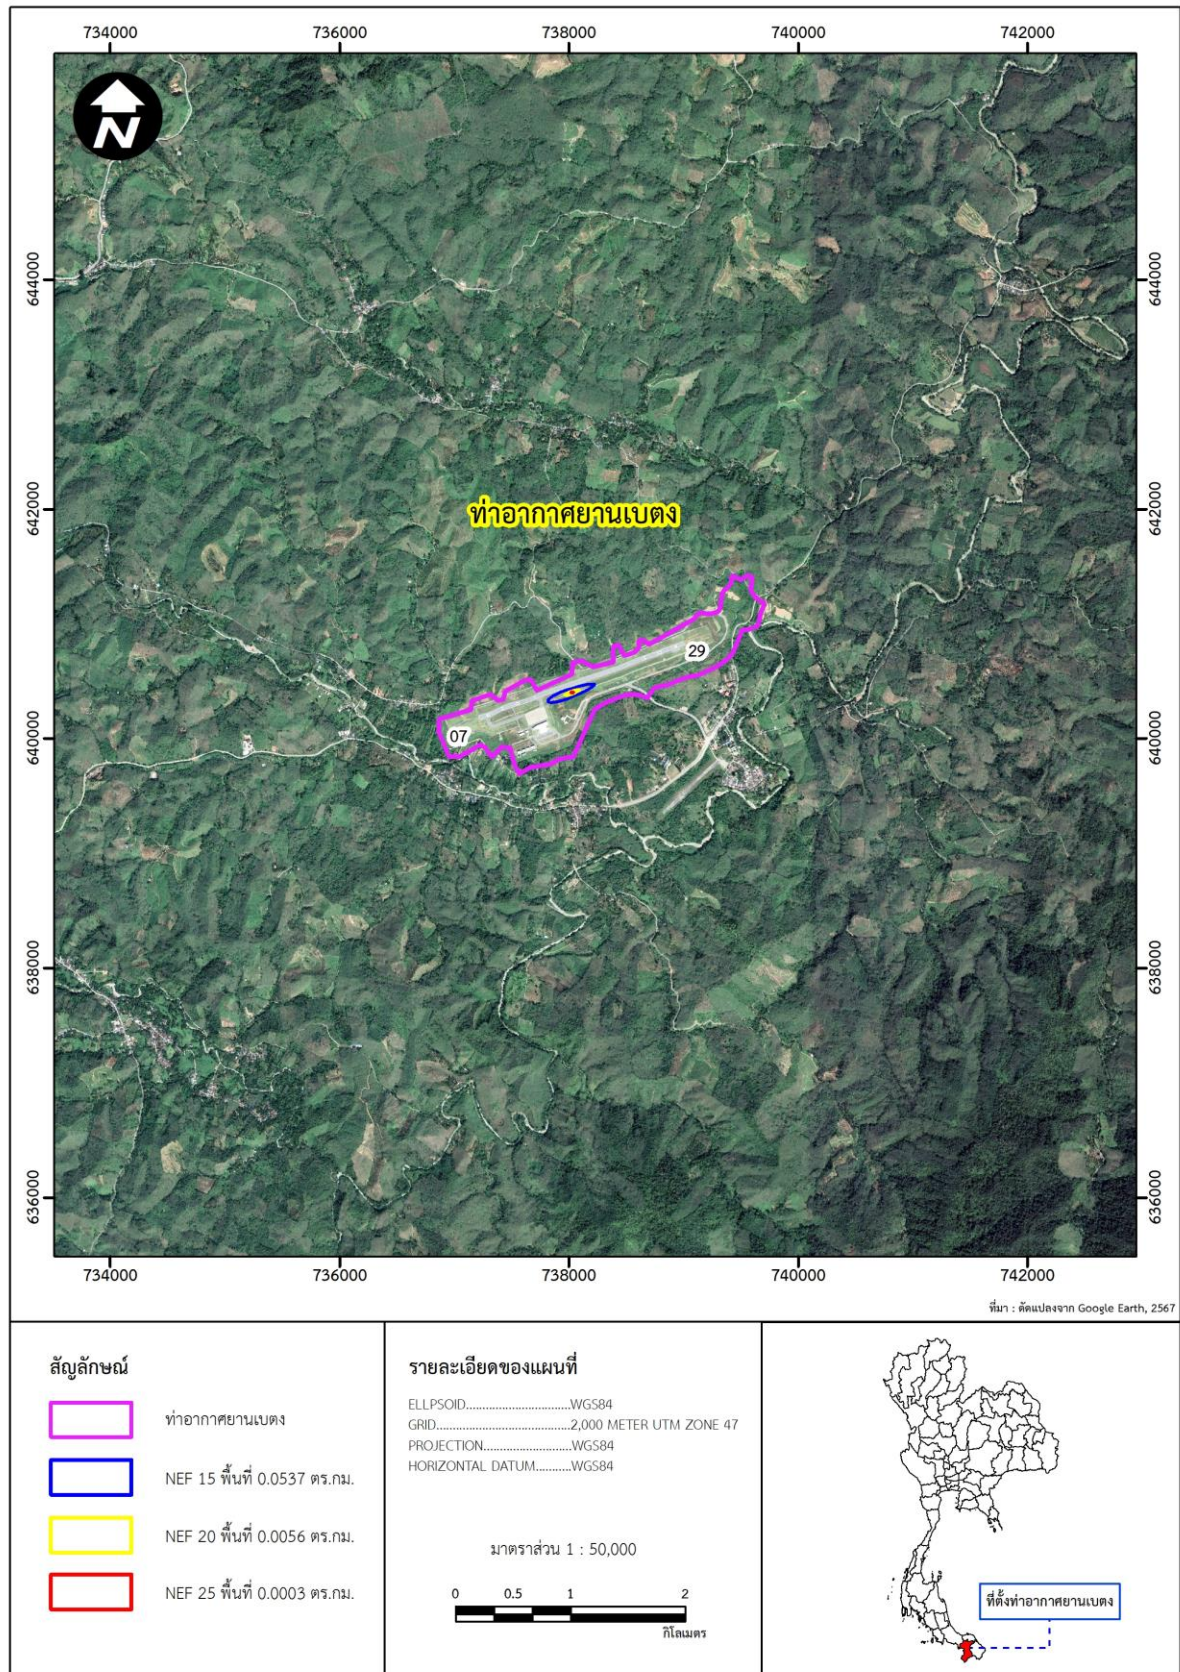 734000 736000 738000 740000 742000
N
644000 644000
642000 642000
ท่าอากาศยานเบตง
29
07
640000 640000
638000 638000
636000 636000
734000 736000 738000 740000 742000
ที่มา : ดัดแปลงจาก Google Earth, 2567
สัญลักษณ์
ท่าอากาศยานเบตง
NEF 15 พื้นที่ 0.0537 ตร.กม.
NEF 20 พื้นที่ 0.0056 ตร.กม.
NEF 25 พื้นที่ 0.0003 ตร.กม.
รายละเอียดของแผนที่
ELLPSOID...............................WGS84
GRID........................................2,000 METER UTM ZONE 47
PROJECTION..........................WGS84
HORIZONTAL DATUM...........WGS84
มาตราส่วน 1 : 50,000
0 0.5 1 2
กิโลเมตร
ที่ตั้งท่าอากาศยานเบตง